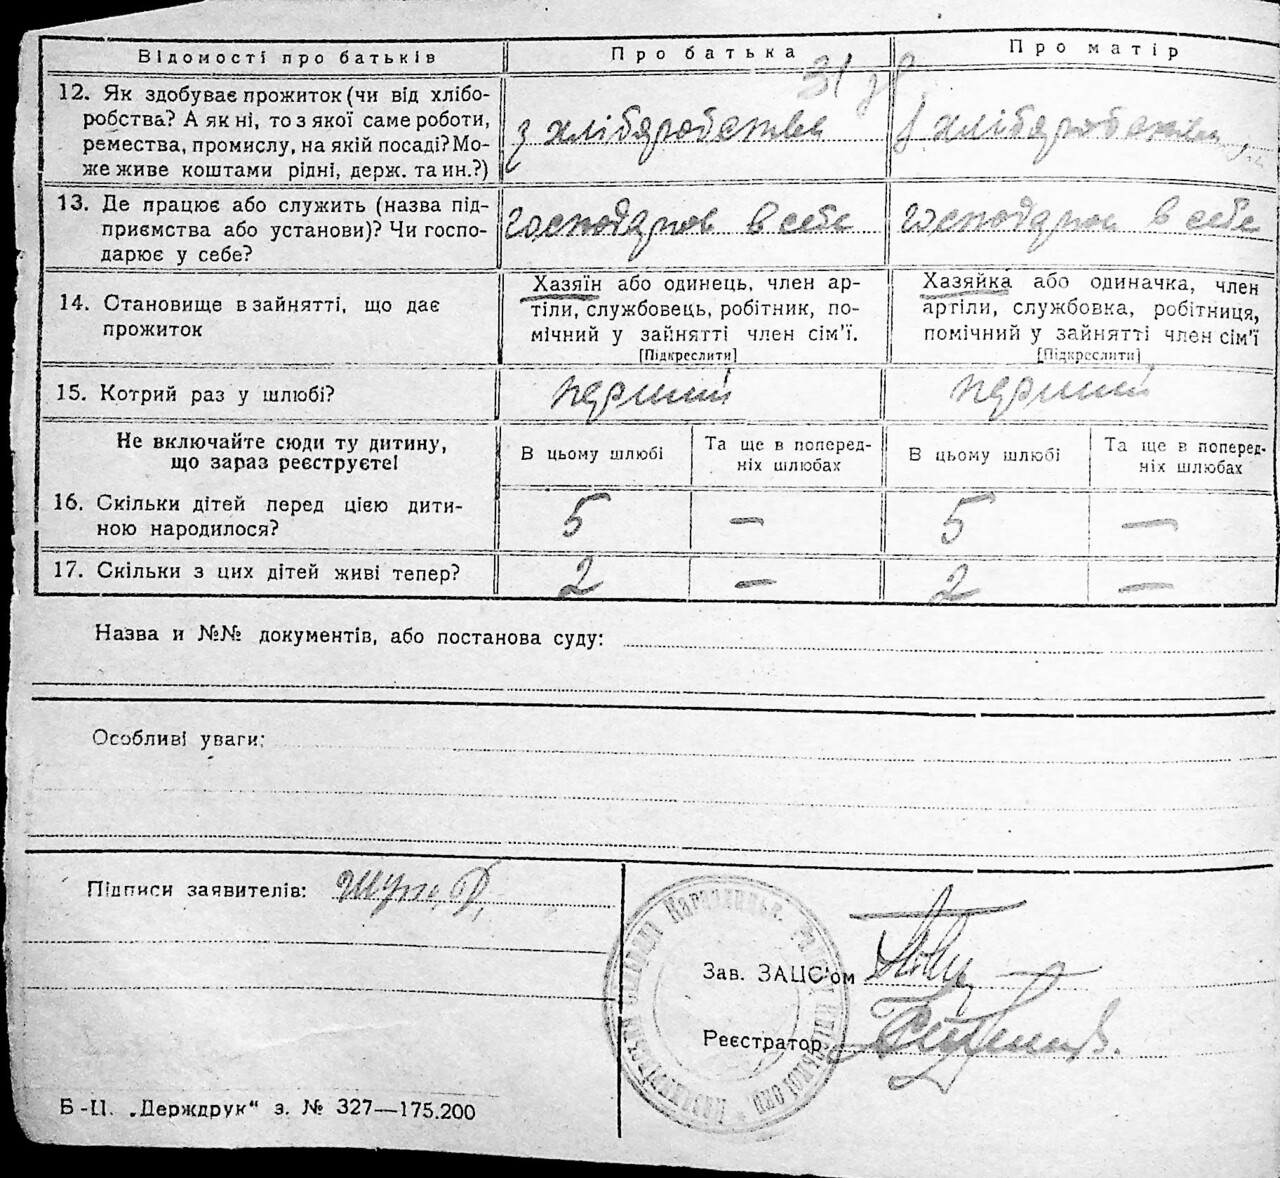 Відомості про батьків Про батька Про матір
31
12. Як здобуває прожиток (чи від хлібо-
робства? А як ні, то з якої саме роботи,
ремества, промислу, на якій посаді? Мо-
же живе коштами рідні, держ. та ин.?)
з хліборобства з хліборобства
13. Де працює або служить (назва під-
приємства або установи)? Чи госпо-
дарює у себе?
господарює в себе господарює в себе
14. Становище в зайнятті, що дає
прожиток
Хазяїн або одинець, член ар-
тіли, службовець, робітник, по-
мічний у зайнятті член сім'ї.
[Підкреслити]
Хазяйка або одиначка, член
артіли, службовка, робітниця,
помічний у зайнятті член сім'ї
[Підкреслити]
15. Котрий раз у шлюбі? перший перший
Не включайте сюди ту дитину,
що зараз реєструєте!
В цьому шлюбі
Та ще в поперед-
ніх шлюбах
В цьому шлюбі
Та ще в поперед-
ніх шлюбах
16. Скільки дітей перед цією дити-
ною народилося?
5 — 5 —
17. Скільки з цих дітей живі тепер? 2 — 2 —
Назва и №№ документів, або постанова суду:
Особливі уваги:
Підписи заявителів:
Зав. ЗАЦС'ом
Реєстратор
Б-Ц. „Держдрук“ з. № 327—175.200